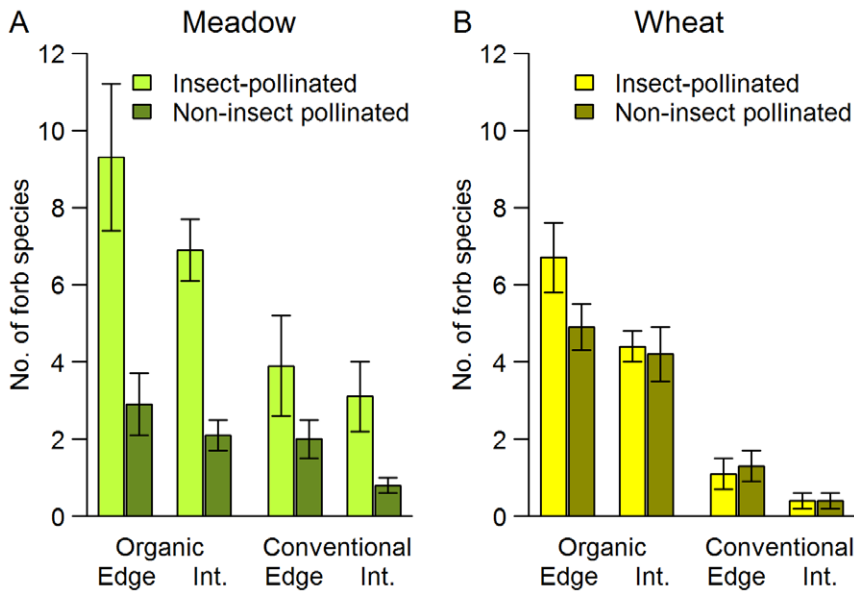 A
Meadow
12
10
8
6
4
2
0
No. of forb species
Insect-pollinated
Non-insect pollinated
Organic
Conventional
Edge
Int.
Edge
Int.
B
Wheat
12
10
8
6
4
2
0
No. of forb species
Insect-pollinated
Non-insect pollinated
Organic
Conventional
Edge
Int.
Edge
Int.